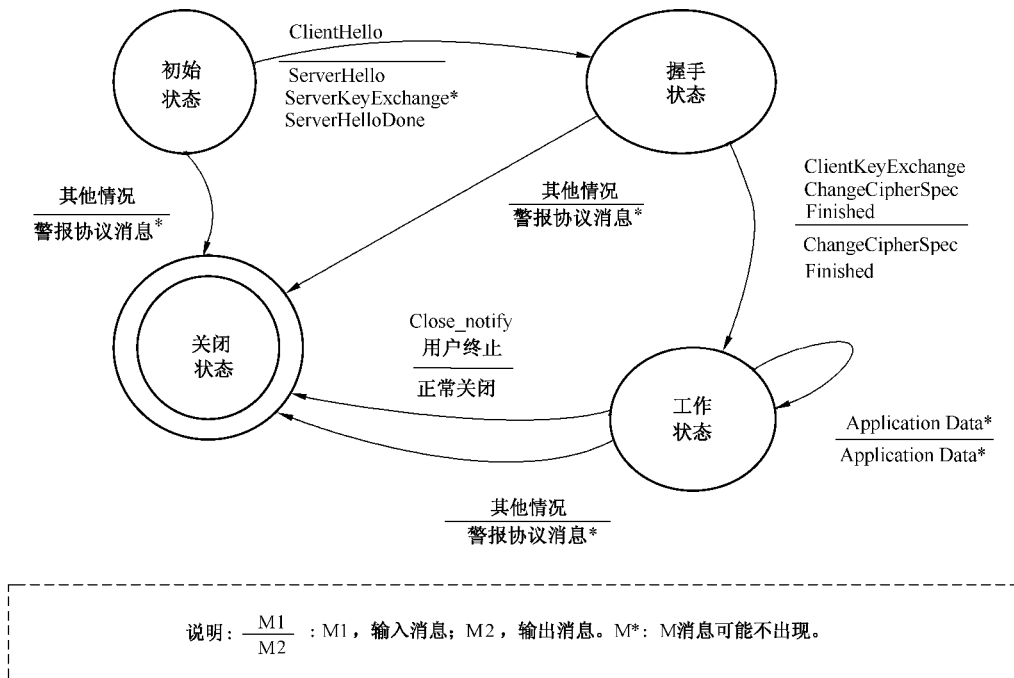 初始
状态
ClientHello
ServerHello
ServerKeyExchange*
ServerHelloDone
握手
状态
其他情况
警报协议消息*
其他情况
警报协议消息*
ClientKeyExchange
ChangeCipherSpec
Finished
ChangeCipherSpec
Finished
关闭
状态
Close_notify
用户终止
正常关闭
工作
状态
Application Data*
Application Data*
其他情况
警报协议消息*
说明: M1 : M1，输入消息；M2，输出消息。M*: M消息可能不出现。
M2